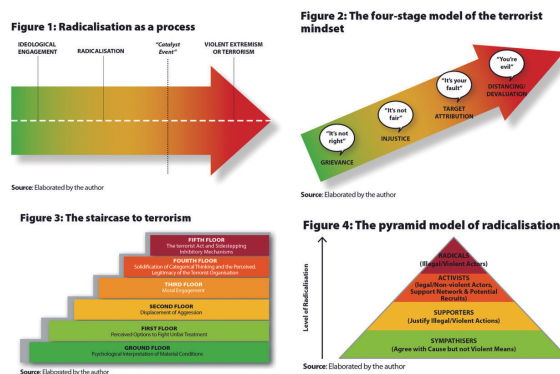 Figure 1: Radicalisation as a process
IDEOLOGICAL
ENGAGEMENT
RADICALISATION
"Catalyst
Event"
VIOLENT EXTREMISM
OR TERRORISM
Source: Elaborated by the author
Figure 2: The four-stage model of the terrorist
mindset
"It's not
right"
GRIEVANCE
"It's not
fair"
INJUSTICE
"It's your
fault"
TARGET
ATTRIBUTION
"You're
evil"
DISTANCING/
DEVALUATION
Source: Elaborated by the author
Figure 3: The staircase to terrorism
FIFTH FLOOR
The terrorist Act and Sidestepping
Inhibitory Mechanisms
FOURTH FLOOR
Solidification of Categorical Thinking and the Perceived
Legitimacy of the Terrorist Organisation
THIRD FLOOR
Moral Engagement
SECOND FLOOR
Displacement of Aggression
FIRST FLOOR
Perceived Options to Fight Unfair Treatment
GROUND FLOOR
Psychological Interpretation of Material Conditions
Source: Elaborated by the author
Figure 4: The pyramid model of radicalisation
Level of Radicalisation
RADICALS
(Illegal/Violent Actors)
ACTIVISTS
(legal/Non-violent Actors,
Support Network & Potential
Recruits)
SUPPORTERS
(Justify Illegal/Violent Actions)
SYMPATHISERS
(Agree with Cause but not Violent Means)
Source: Elaborated by the author